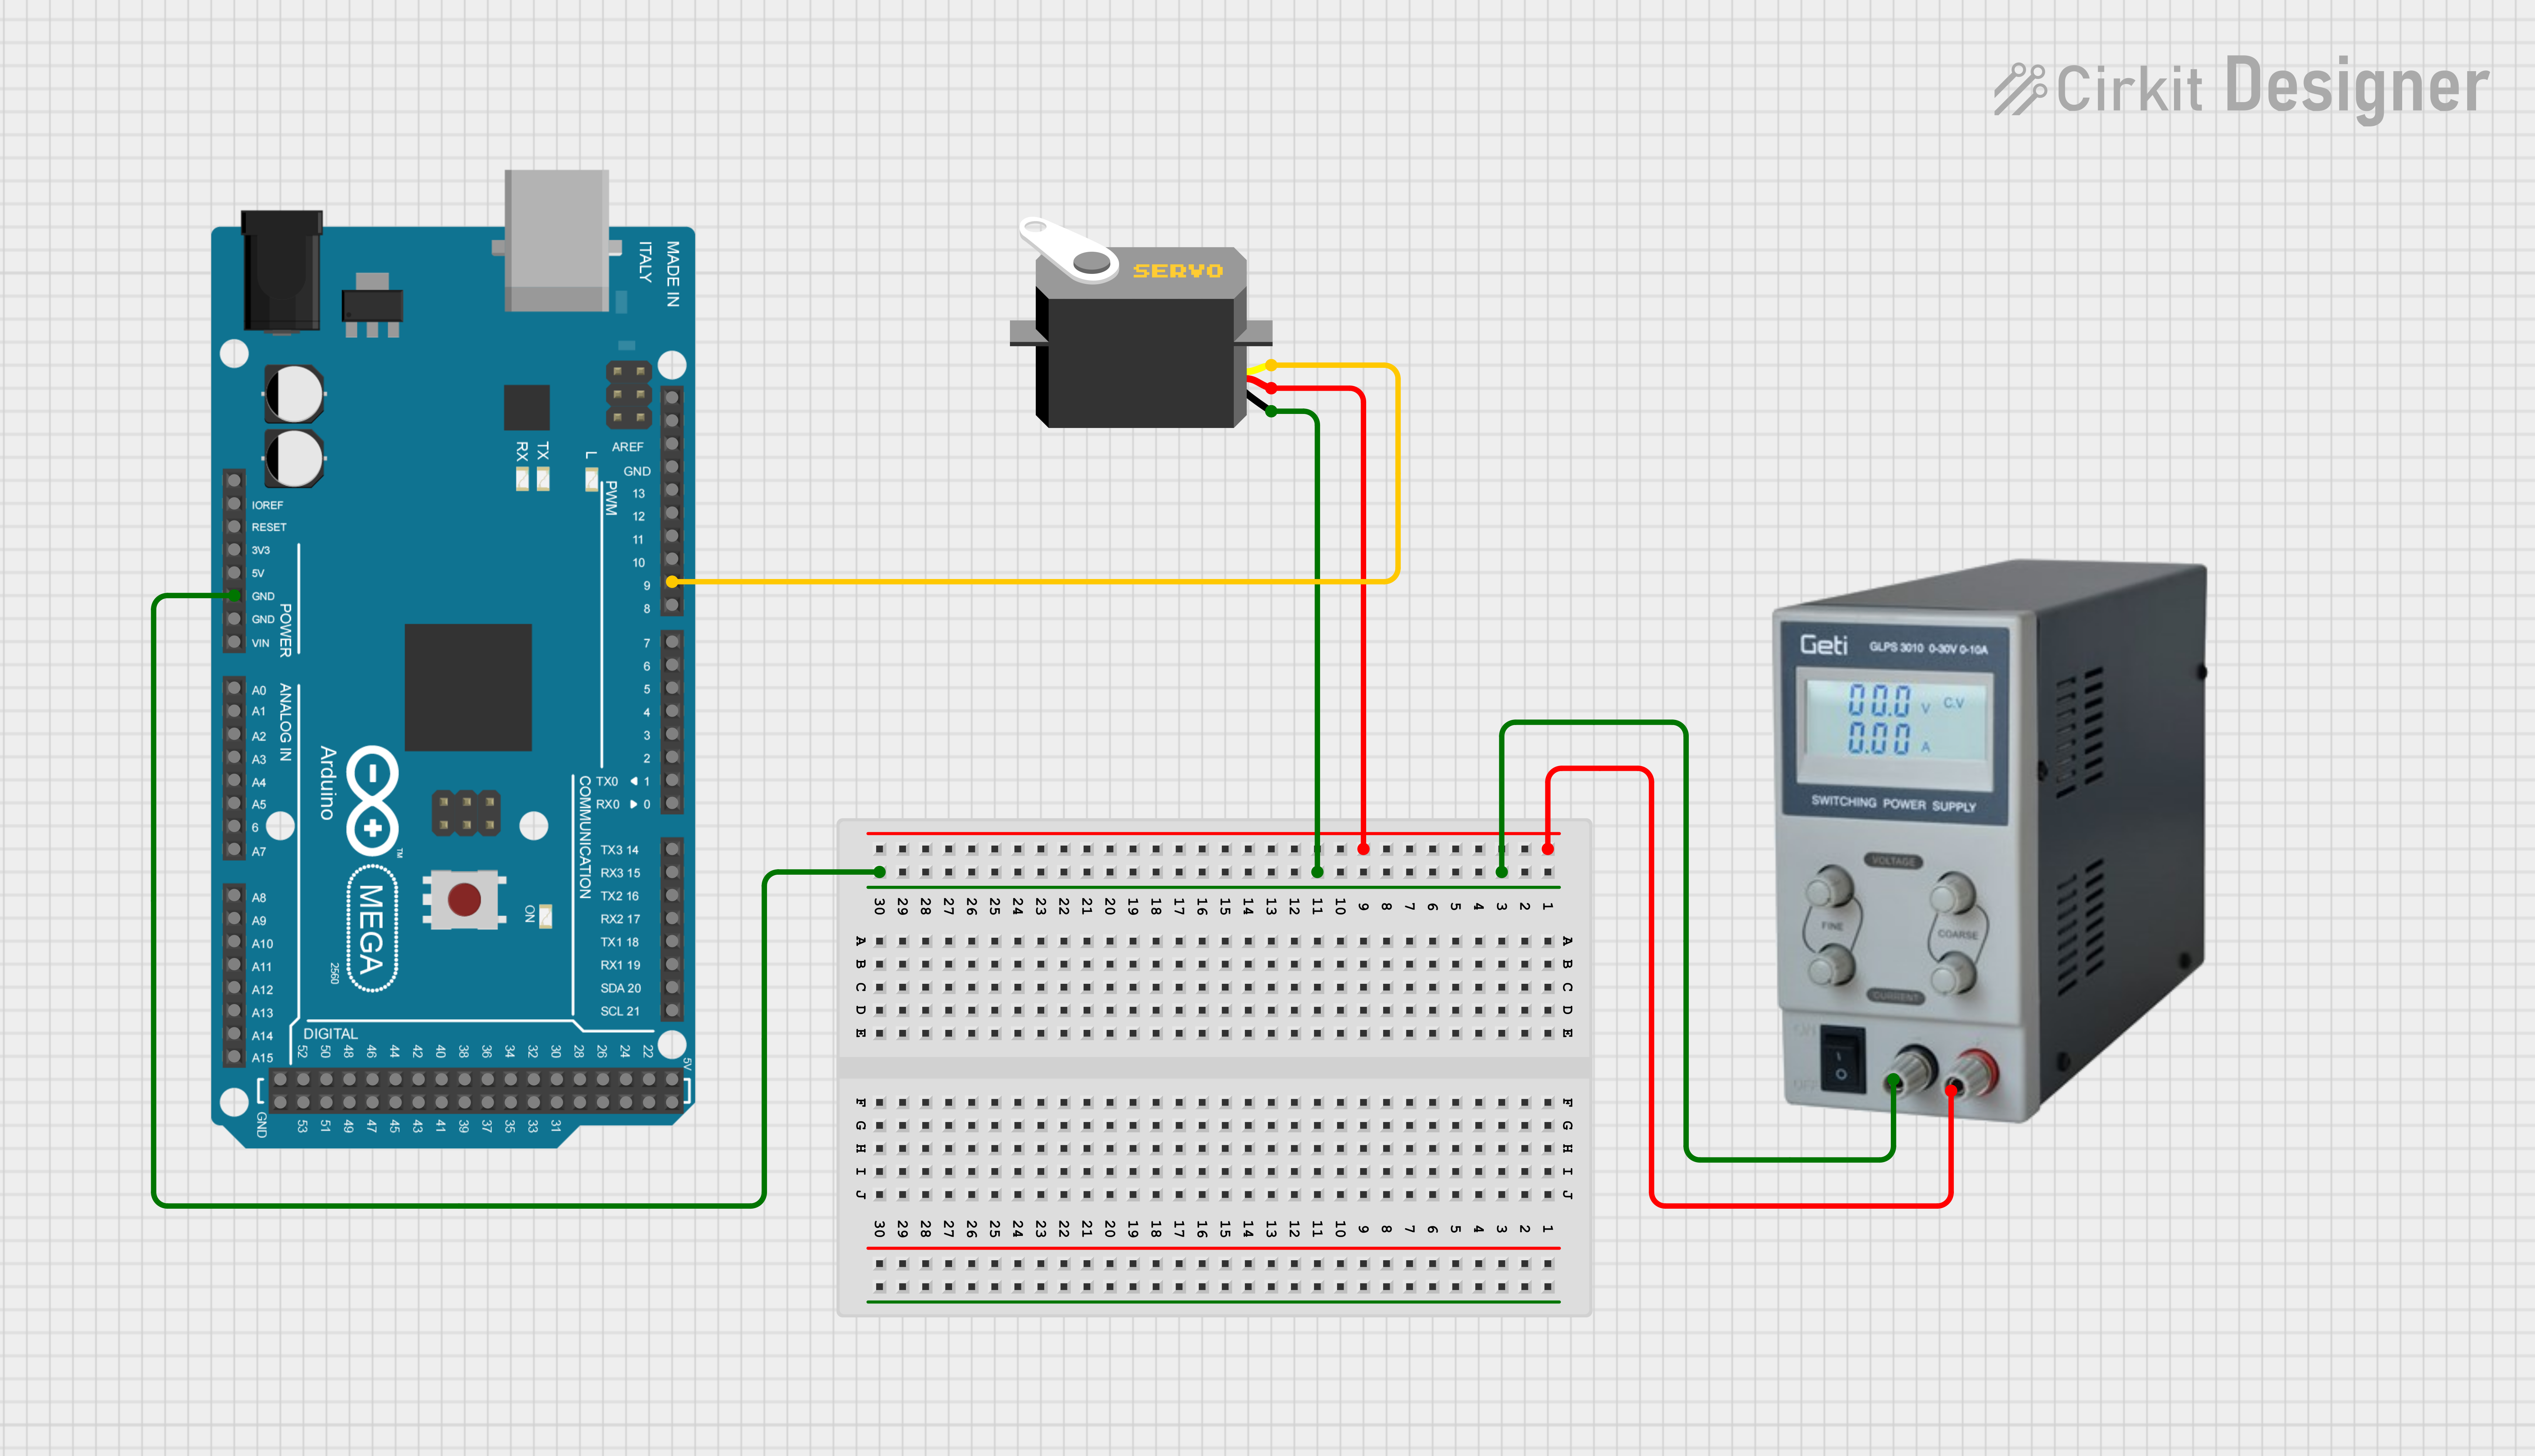 Cirkit Designer
MADE IN
ITALY
RX
TX
L
PWM
AREF
GND
13
12
11
10
9
8
7
6
5
4
3
2
TX0 1
RX0 0
COMMUNICATION
TX3 14
RX3 15
TX2 16
RX2 17
TX1 18
RX1 19
SDA 20
SCL 21
IOREF
RESET
3V3
5V
GND
GND
VIN
POWER
A0
A1
A2
A3
A4
A5
6
A7
ANALOG IN
A8
A9
A10
A11
A12
A13
A14
A15
Arduino
TM
MEGA
2560
ON
DIGITAL
52 50 48 46 44 42 40 38 36 34 32 30 28 26 24 22
5V
GND
53 51 49 47 45 43 41 39 37 35 33 31
SERVO
30 29 28 27 26 25 24 23 22 21 20 19 18 17 16 15 14 13 12 11 10 9 8 7 6 5 4 3 2 1
A A
B B
C C
D D
E E
F F
G G
H H
I I
J J
30 29 28 27 26 25 24 23 22 21 20 19 18 17 16 15 14 13 12 11 10 9 8 7 6 5 4 3 2 1
Geti GLPS 3010 0-30V 0-10A
00.0 V C.V
0.00 A
SWITCHING POWER SUPPLY
VOLTAGE
FINE
COARSE
CURRENT
ON
OFF